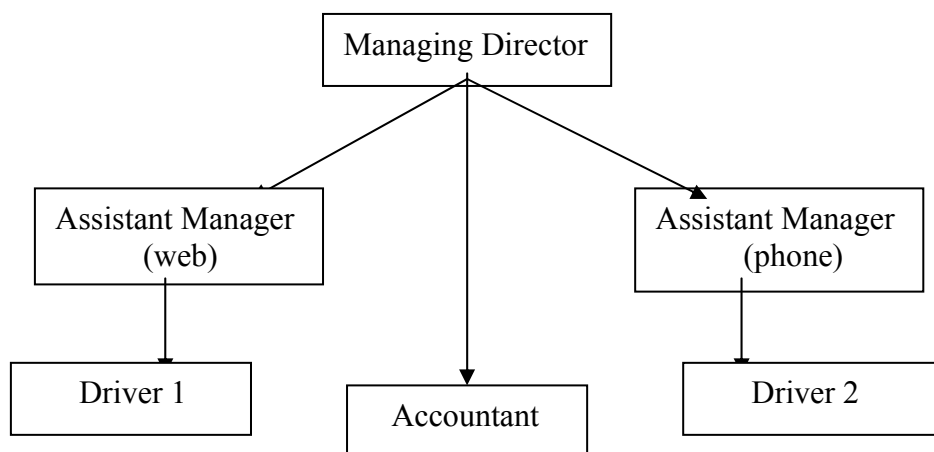 Managing Director
Assistant Manager
(web)
Assistant Manager
(phone)
Driver 1
Accountant
Driver 2